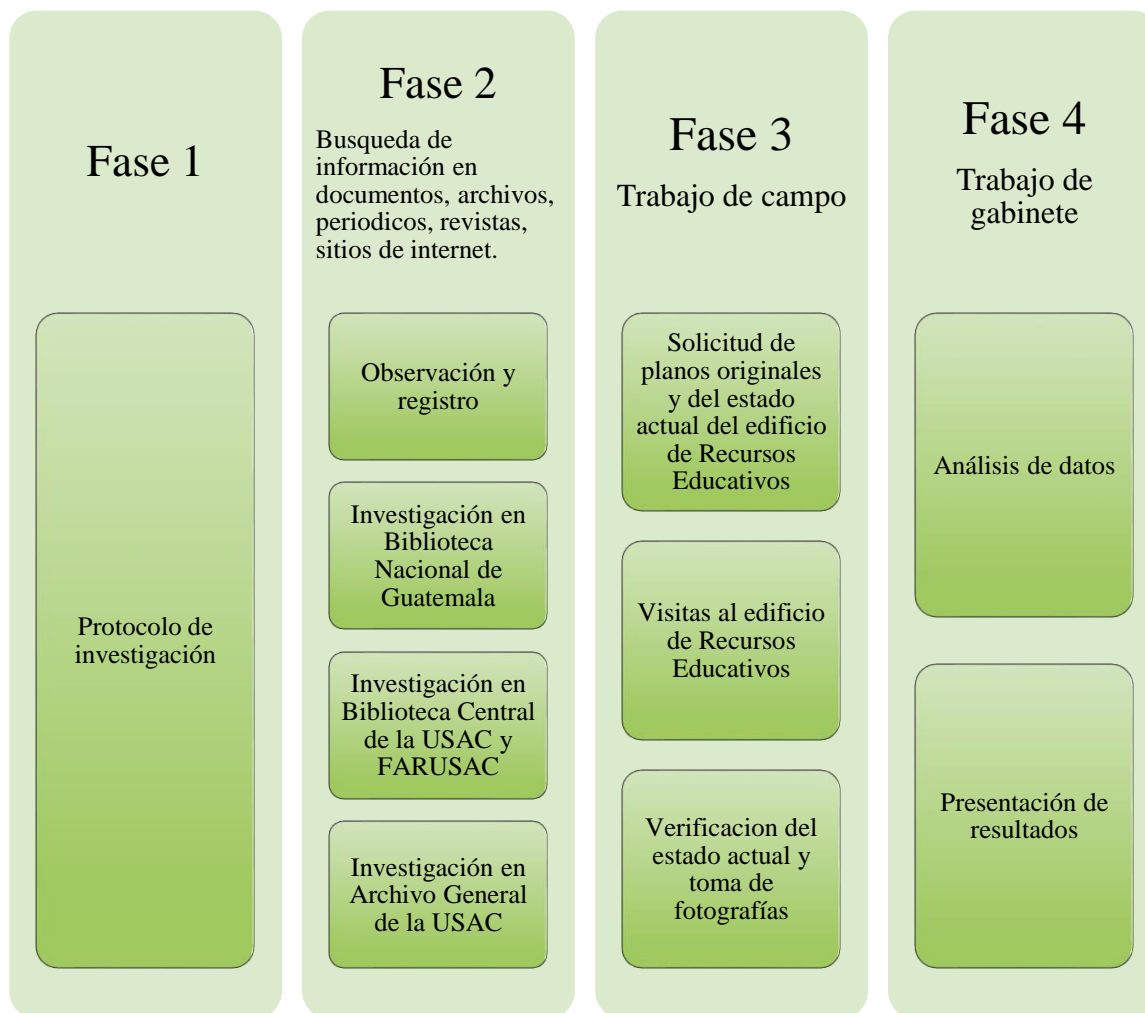 Fase 1
Protocolo de
investigación
Fase 2
Busqueda de
información en
documentos, archivos,
periodicos, revistas,
sitios de internet.
Observación y
registro
Investigación en
Biblioteca
Nacional de
Guatemala
Investigación en
Biblioteca Central
de la USAC y
FARUSAC
Investigación en
Archivo General
de la USAC
Fase 3
Trabajo de campo
Solicitud de
planos originales
y del estado
actual del edificio
de Recursos
Educativos
Visitas al edificio
de Recursos
Educativos
Verificacion del
estado actual y
toma de
fotografías
Fase 4
Trabajo de
gabinete
Análisis de datos
Presentación de
resultados